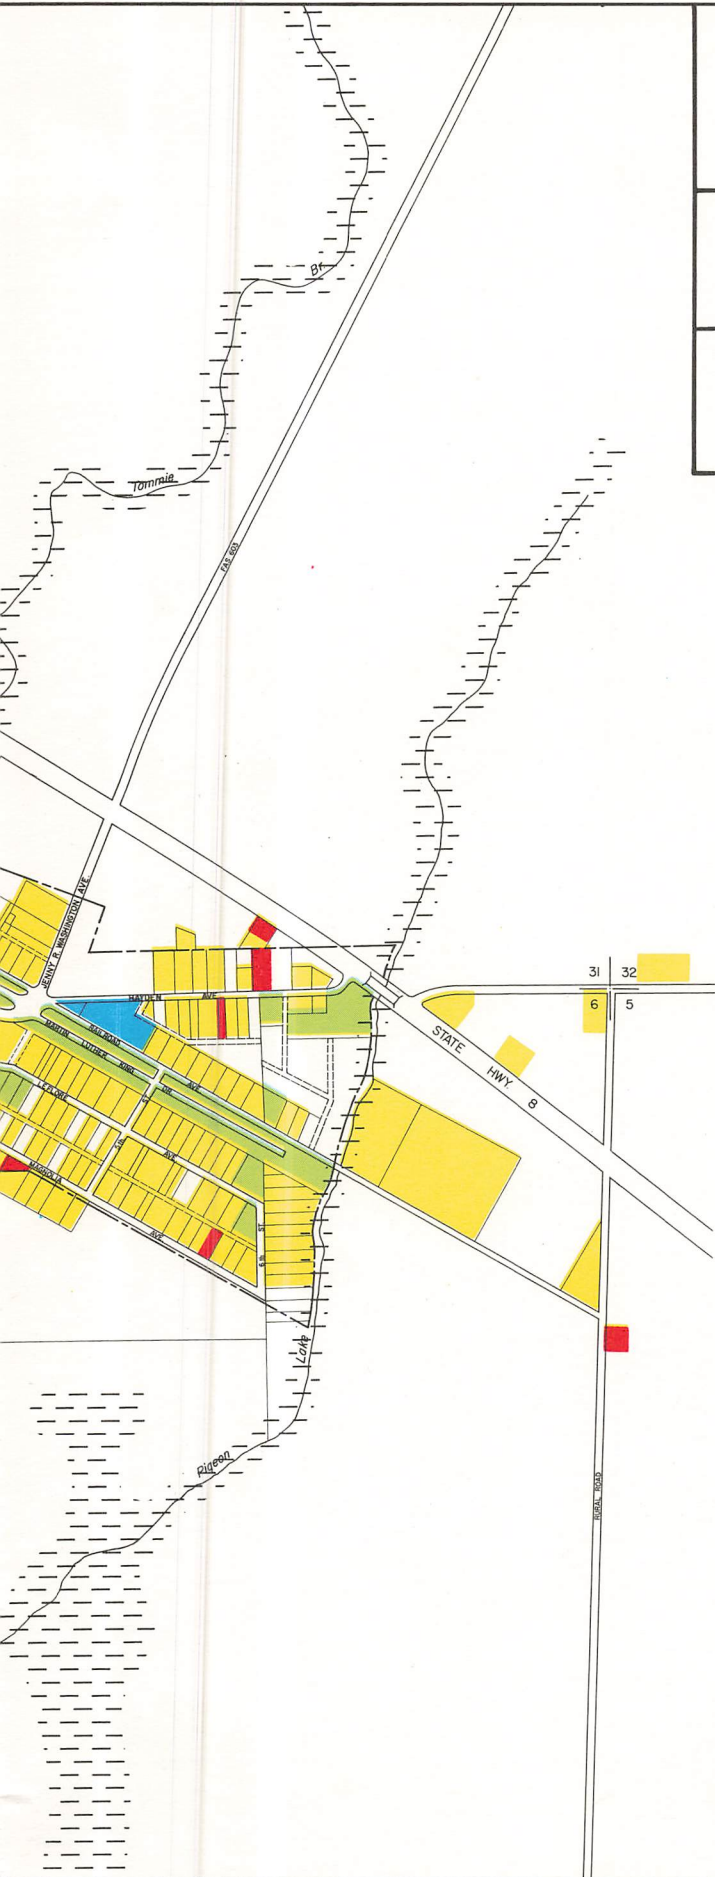 Br.
Tommie
FAS 603
JENNY R. WASHINGTON AVE.
31 32
6 5
HAYDEN AVE.
STATE HWY. 8
RAILROAD AVE
MARTIN LUTHER KING DR.
LEFLORE AVE
5th ST
MAGNOLIA AVE
6th ST
Lake
Pigeon
RURAL ROAD